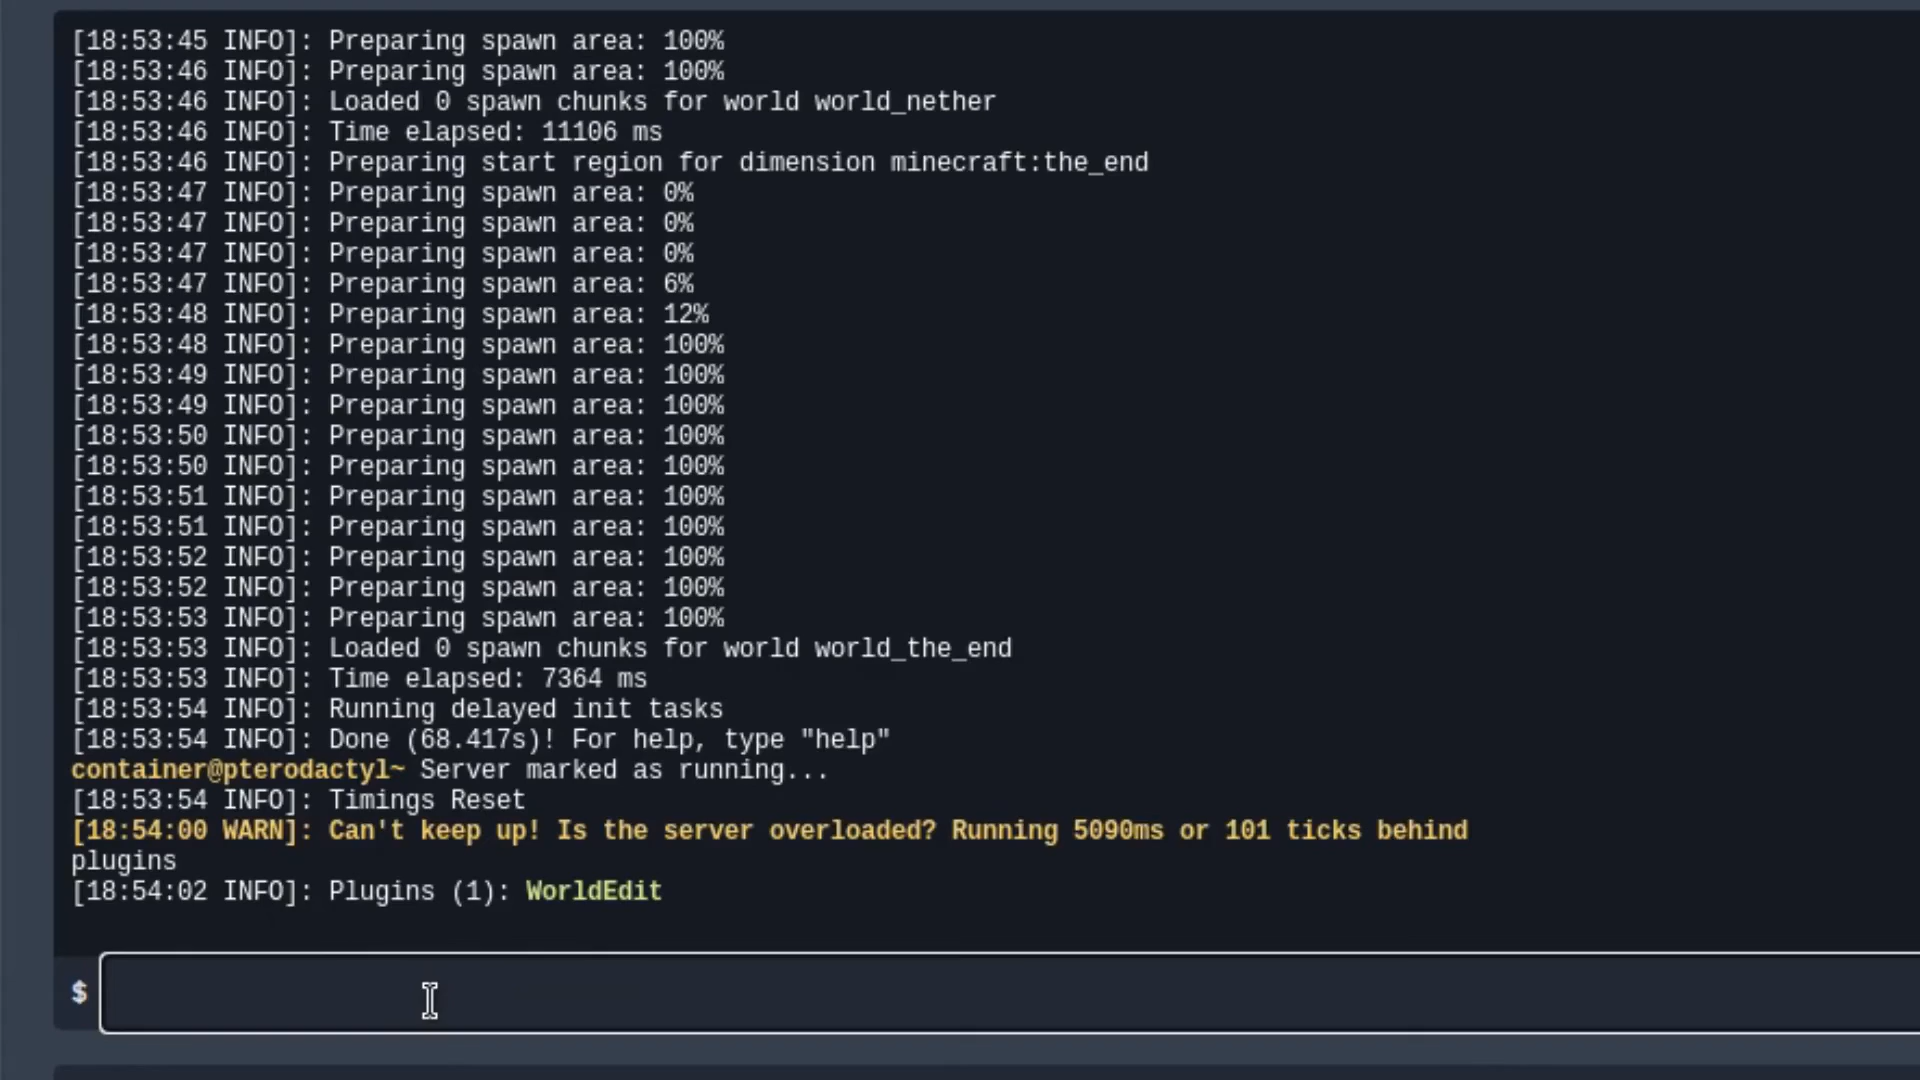 [18:53:45 INFO]: Preparing spawn area: 100%
[18:53:46 INFO]: Preparing spawn area: 100%
[18:53:46 INFO]: Loaded 0 spawn chunks for world world_nether
[18:53:46 INFO]: Time elapsed: 11106 ms
[18:53:46 INFO]: Preparing start region for dimension minecraft:the_end
[18:53:47 INFO]: Preparing spawn area: 0%
[18:53:47 INFO]: Preparing spawn area: 0%
[18:53:47 INFO]: Preparing spawn area: 0%
[18:53:47 INFO]: Preparing spawn area: 6%
[18:53:48 INFO]: Preparing spawn area: 12%
[18:53:48 INFO]: Preparing spawn area: 100%
[18:53:49 INFO]: Preparing spawn area: 100%
[18:53:49 INFO]: Preparing spawn area: 100%
[18:53:50 INFO]: Preparing spawn area: 100%
[18:53:50 INFO]: Preparing spawn area: 100%
[18:53:51 INFO]: Preparing spawn area: 100%
[18:53:51 INFO]: Preparing spawn area: 100%
[18:53:52 INFO]: Preparing spawn area: 100%
[18:53:52 INFO]: Preparing spawn area: 100%
[18:53:53 INFO]: Preparing spawn area: 100%
[18:53:53 INFO]: Loaded 0 spawn chunks for world world_the_end
[18:53:53 INFO]: Time elapsed: 7364 ms
[18:53:54 INFO]: Running delayed init tasks
[18:53:54 INFO]: Done (68.417s)! For help, type "help"
container@pterodactyl~ Server marked as running...
[18:53:54 INFO]: Timings Reset
[18:54:00 WARN]: Can't keep up! Is the server overloaded? Running 5090ms or 101 ticks behind
plugins
[18:54:02 INFO]: Plugins (1): WorldEdit
$